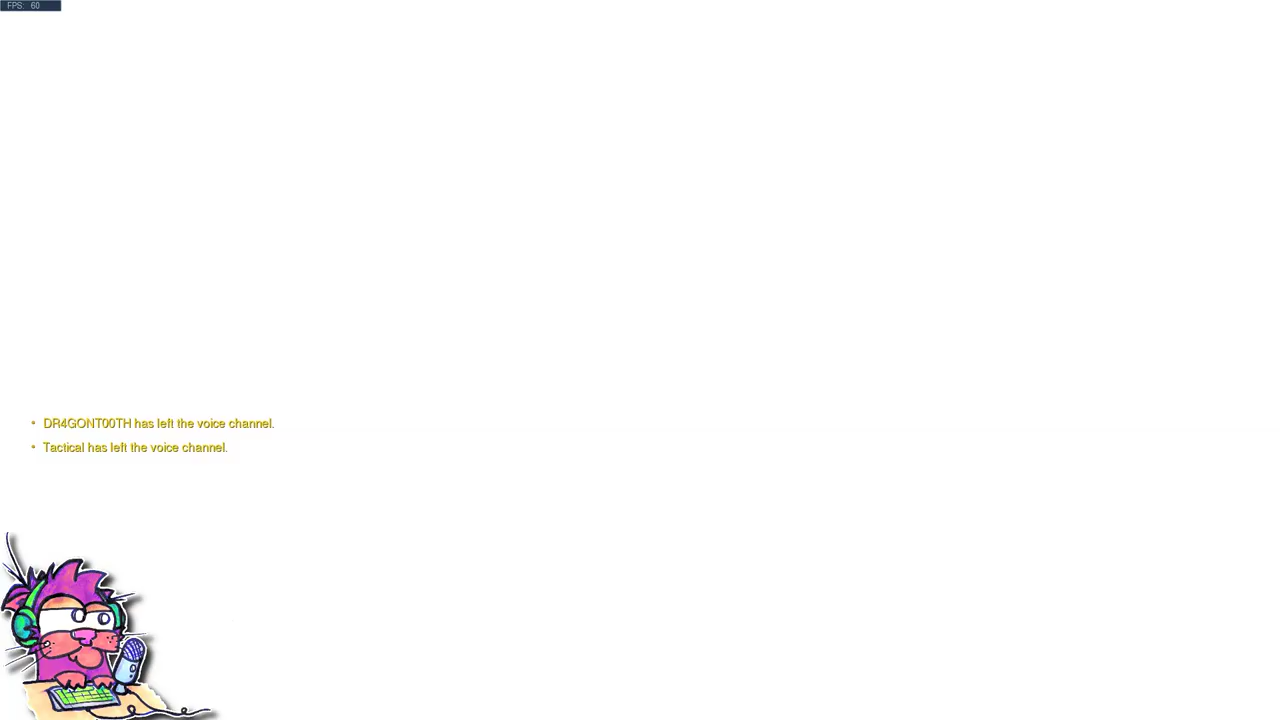 FPS: 60
• DR4GONT00TH has left the voice channel.
• Tactical has left the voice channel.